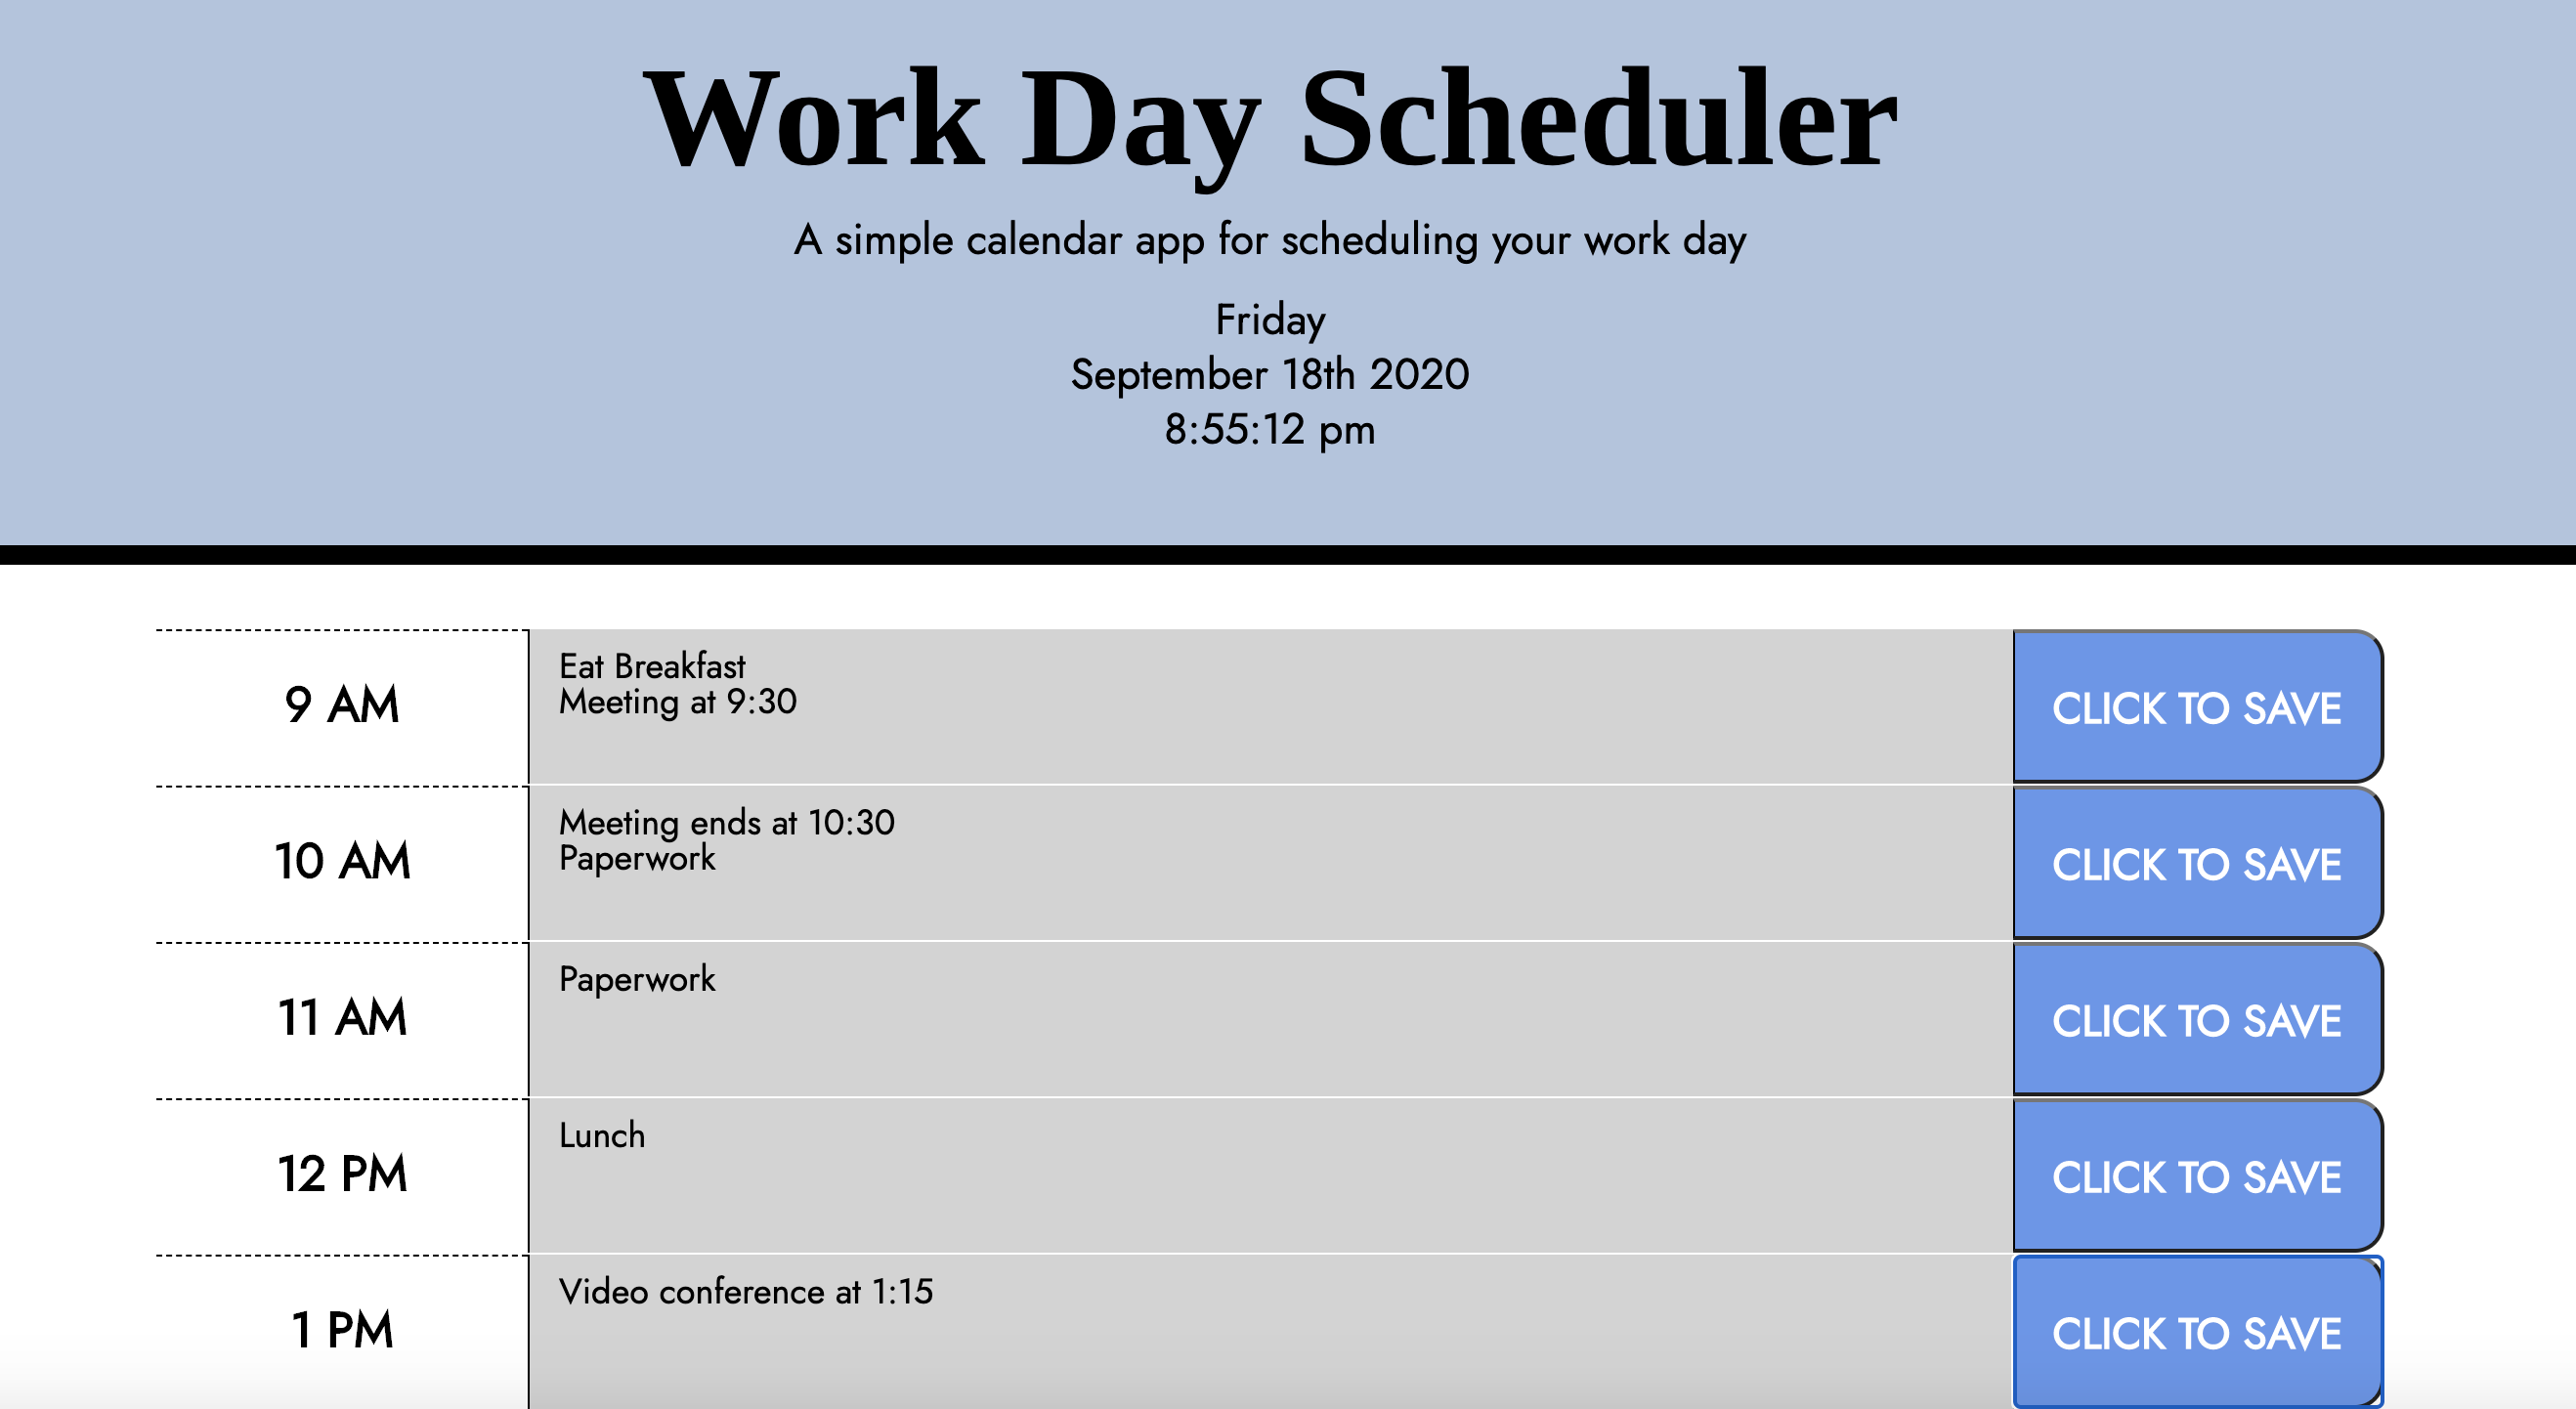 Work Day Scheduler
A simple calendar app for scheduling your work day
Friday
September 18th 2020
8:55:12 pm
9 AM
Eat Breakfast
Meeting at 9:30
CLICK TO SAVE
10 AM
Meeting ends at 10:30
Paperwork
CLICK TO SAVE
11 AM
Paperwork
CLICK TO SAVE
12 PM
Lunch
CLICK TO SAVE
1 PM
Video conference at 1:15
CLICK TO SAVE